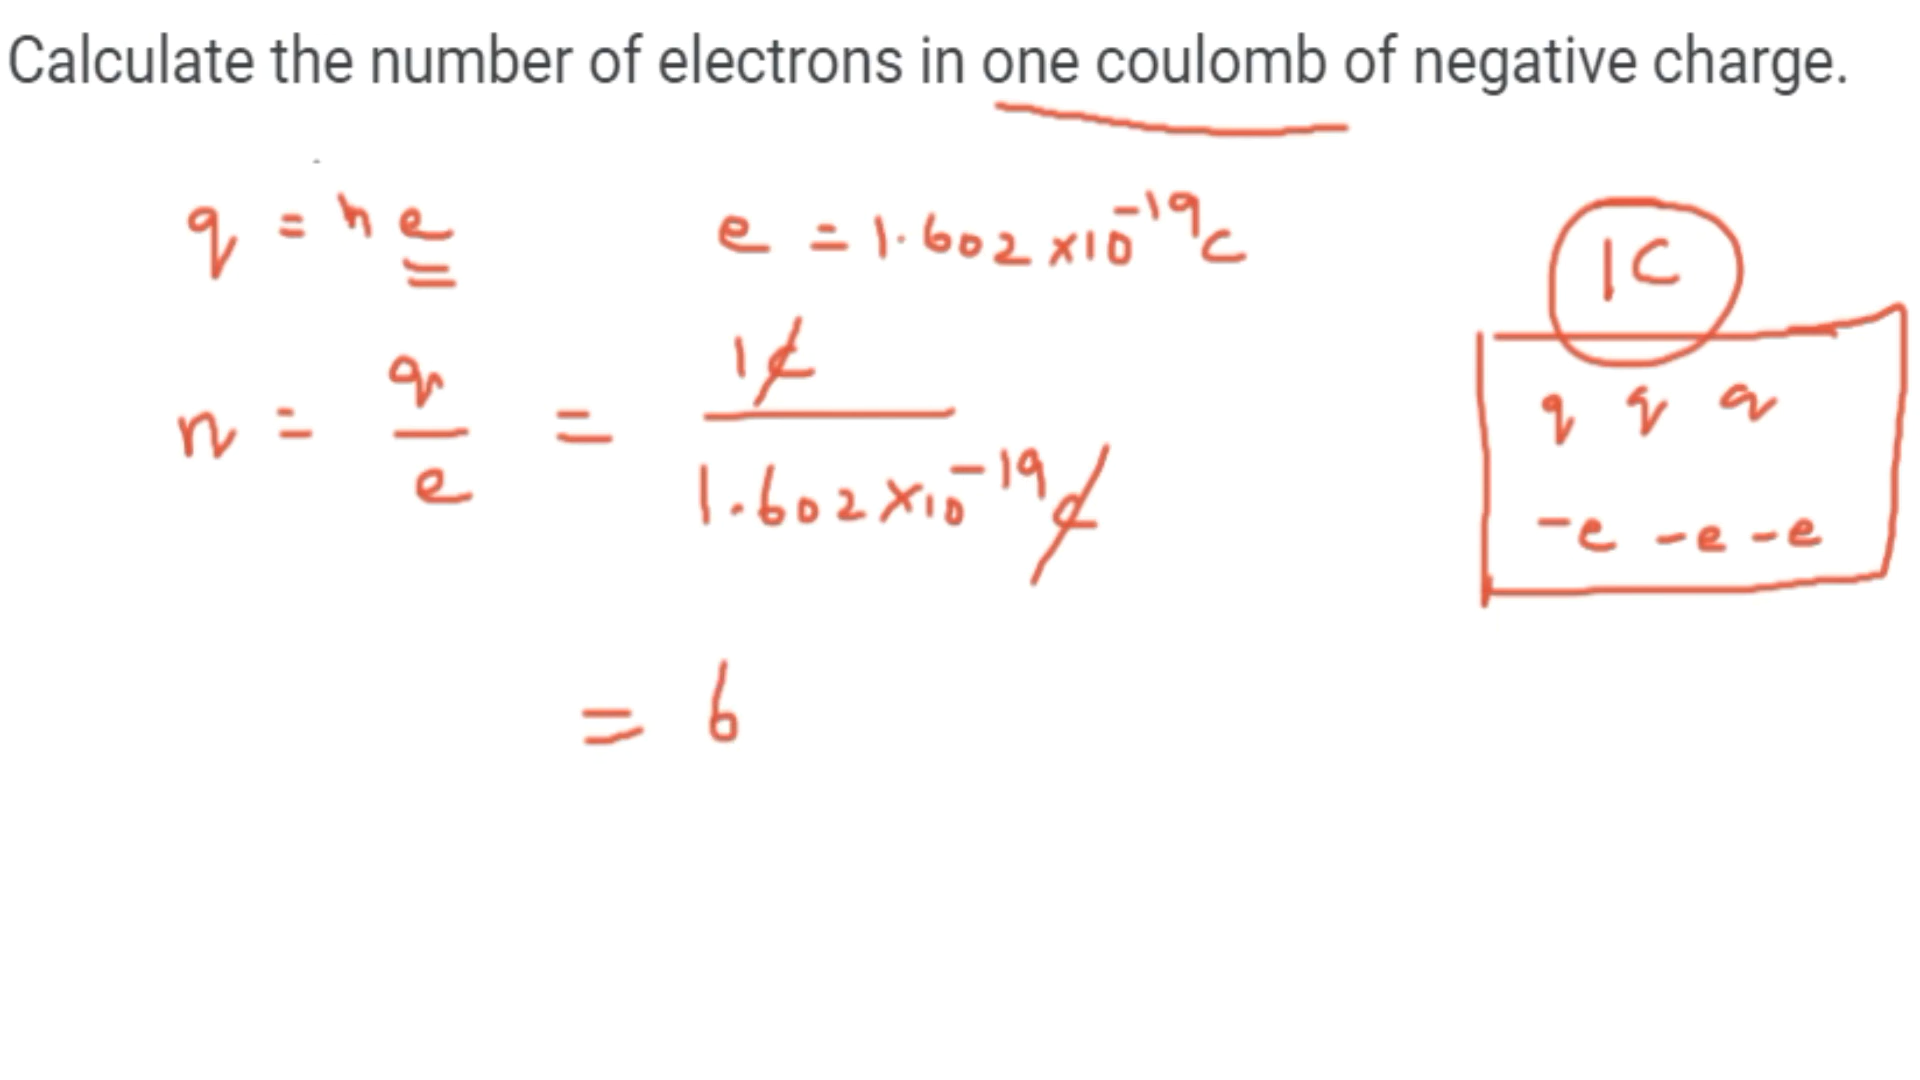 Calculate the number of electrons in one coulomb of negative charge.
q = ne
e = 1.602 ×10⁻¹⁹C
1C
n = q/e = 1C/1.602×10⁻¹⁹C
q q q
-e -e -e
= 6